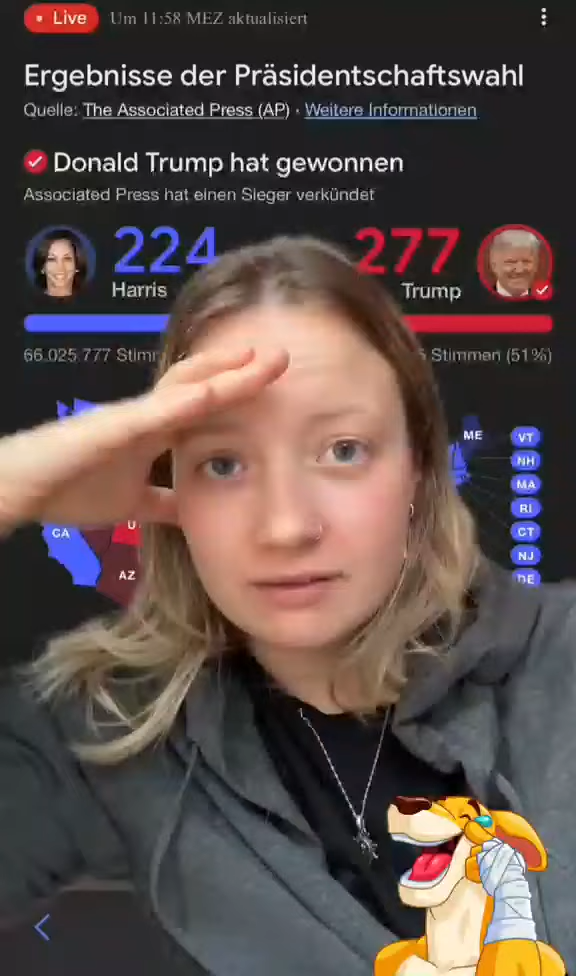 Live Um 11:58 MEZ aktualisiert
Ergebnisse der Präsidentschaftswahl
Quelle: The Associated Press (AP) · Weitere Informationen
Donald Trump hat gewonnen
Associated Press hat einen Sieger verkündet
224 277
Harris Trump
66.025.777 Stimmen (51%)
ME VT
NH
MA
RI
CT
NJ
DE
CA
AZ